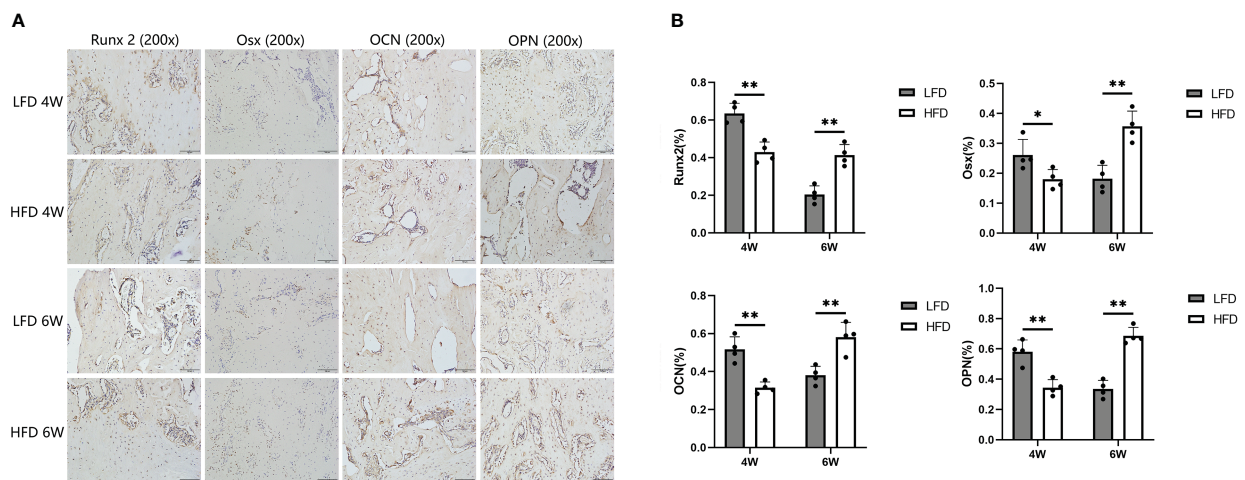 A
Runx 2 (200x) Osx (200x) OCN (200x) OPN (200x)
LFD 4W
HFD 4W
LFD 6W
HFD 6W
B
Runx2(%)
0.8
0.6
0.4
0.2
0.0
**
**
4W 6W
LFD
HFD
Osx(%)
0.5
0.4
0.3
0.2
0.1
0.0
*
**
4W 6W
LFD
HFD
OCN(%)
0.8
0.6
0.4
0.2
0.0
**
**
4W 6W
LFD
HFD
OPN(%)
1.0
0.8
0.6
0.4
0.2
0.0
**
**
4W 6W
LFD
HFD